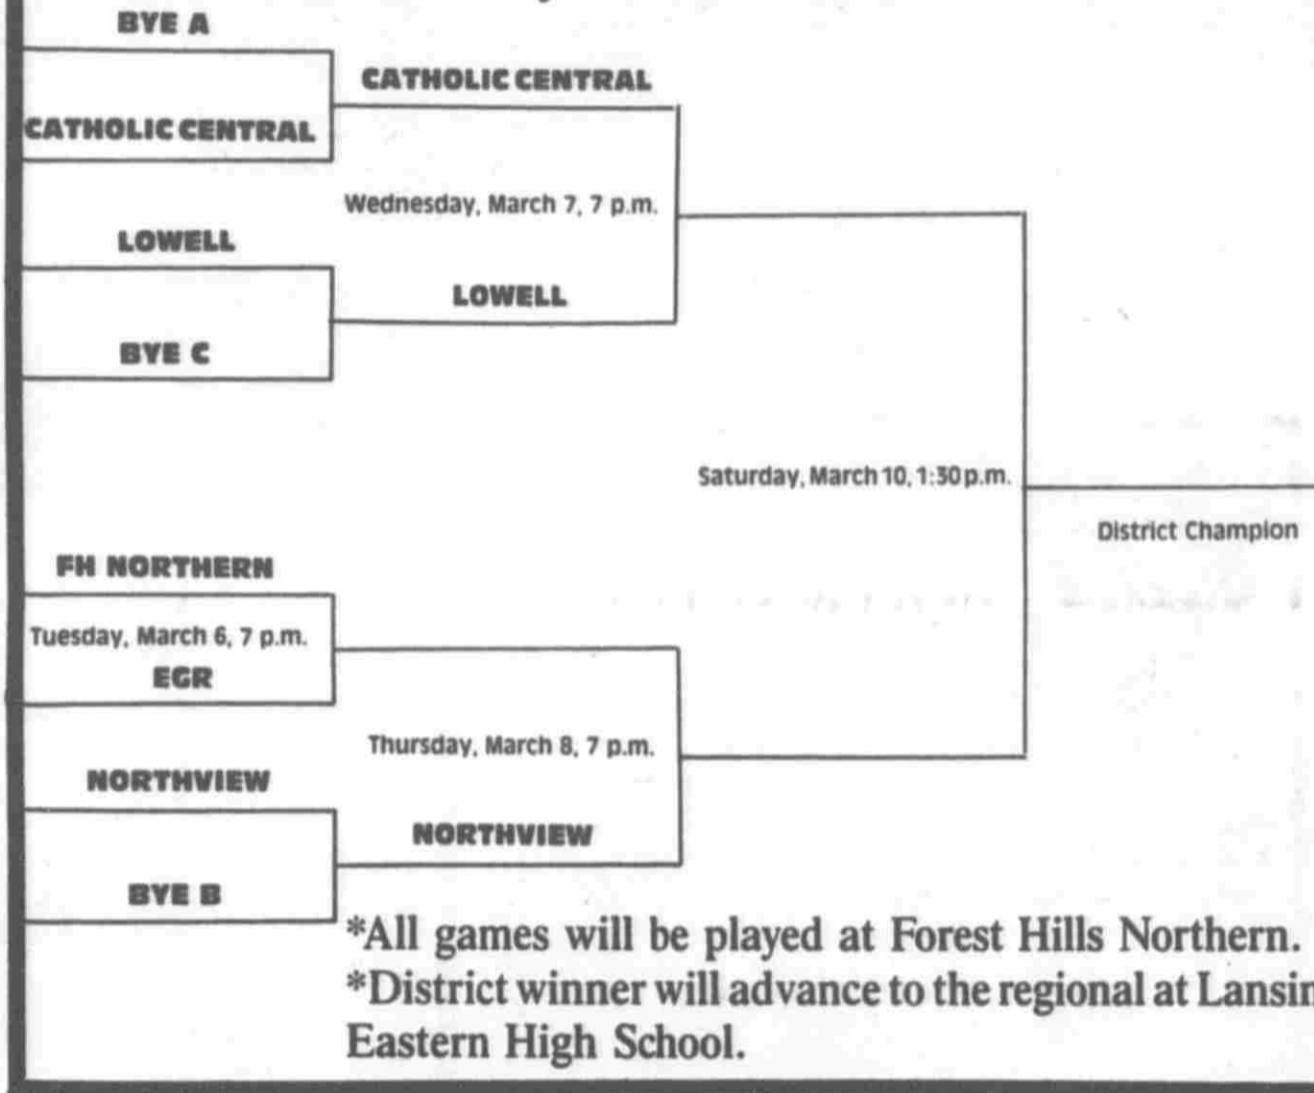 BYE A
CATHOLIC CENTRAL
CATHOLIC CENTRAL
Wednesday, March 7, 7 p.m.
LOWELL
LOWELL
BYE C
Saturday, March 10, 1:30 p.m.
District Champion
FH NORTHERN
Tuesday, March 6, 7 p.m.
EGR
Thursday, March 8, 7 p.m.
NORTHVIEW
NORTHVIEW
BYE B
*All games will be played at Forest Hills Northern.
*District winner will advance to the regional at Lansin
Eastern High School.